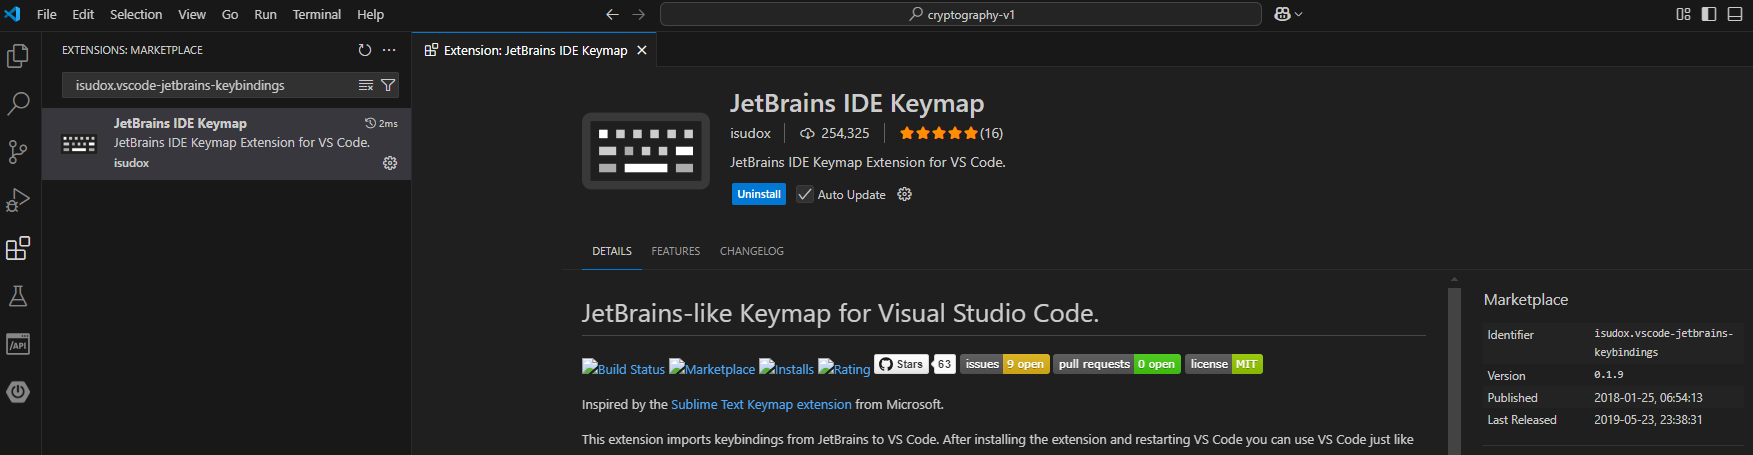 File Edit Selection View Go Run Terminal Help
cryptography-v1
EXTENSIONS: MARKETPLACE
isudox.vscode-jetbrains-keybindings
JetBrains IDE Keymap 2ms
JetBrains IDE Keymap Extension for VS Code.
isudox
/API
Extension: JetBrains IDE Keymap
JetBrains IDE Keymap
isudox 254,325 (16)
JetBrains IDE Keymap Extension for VS Code.
Uninstall Auto Update
DETAILS FEATURES CHANGELOG
JetBrains-like Keymap for Visual Studio Code.
Build Status Marketplace Installs Rating Stars 63 issues 9 open pull requests 0 open license MIT
Inspired by the Sublime Text Keymap extension from Microsoft.
This extension imports keybindings from JetBrains to VS Code. After installing the extension and restarting VS Code you can use VS Code just like
Marketplace
Identifier isudox.vscode-jetbrains-
keybindings
Version 0.1.9
Published 2018-01-25, 06:54:13
Last Released 2019-05-23, 23:38:31